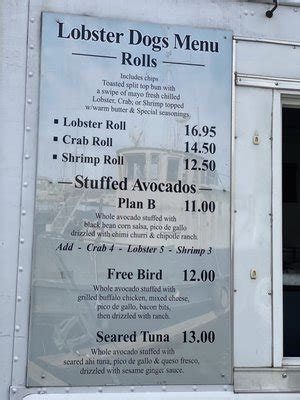 Lobster Dogs Menu
Rolls
Includes chips
Toasted split top bun with
a swipe of mayo fresh chilled
Lobster, Crab, or Shrimp topped
w/warm butter & Special seasonings
▪ Lobster Roll 16.95
▪ Crab Roll 14.50
▪ Shrimp Roll 12.50
Stuffed Avocados
Plan B 11.00
Whole avocado stuffed with
black bean corn salsa, pico de gallo
drizzled with chimi churri & chipotle ranch.
Add - Crab 4 - Lobster 5 - Shrimp 3
Free Bird 12.00
Whole avocado stuffed with
grilled buffalo chicken, mixed cheese,
pico de gallo, bacon bits,
then drizzled with ranch.
Seared Tuna 13.00
Whole avocado stuffed with
seared ahi tuna, pico de gallo & queso fresco,
drizzled with sesame ginger sauce.